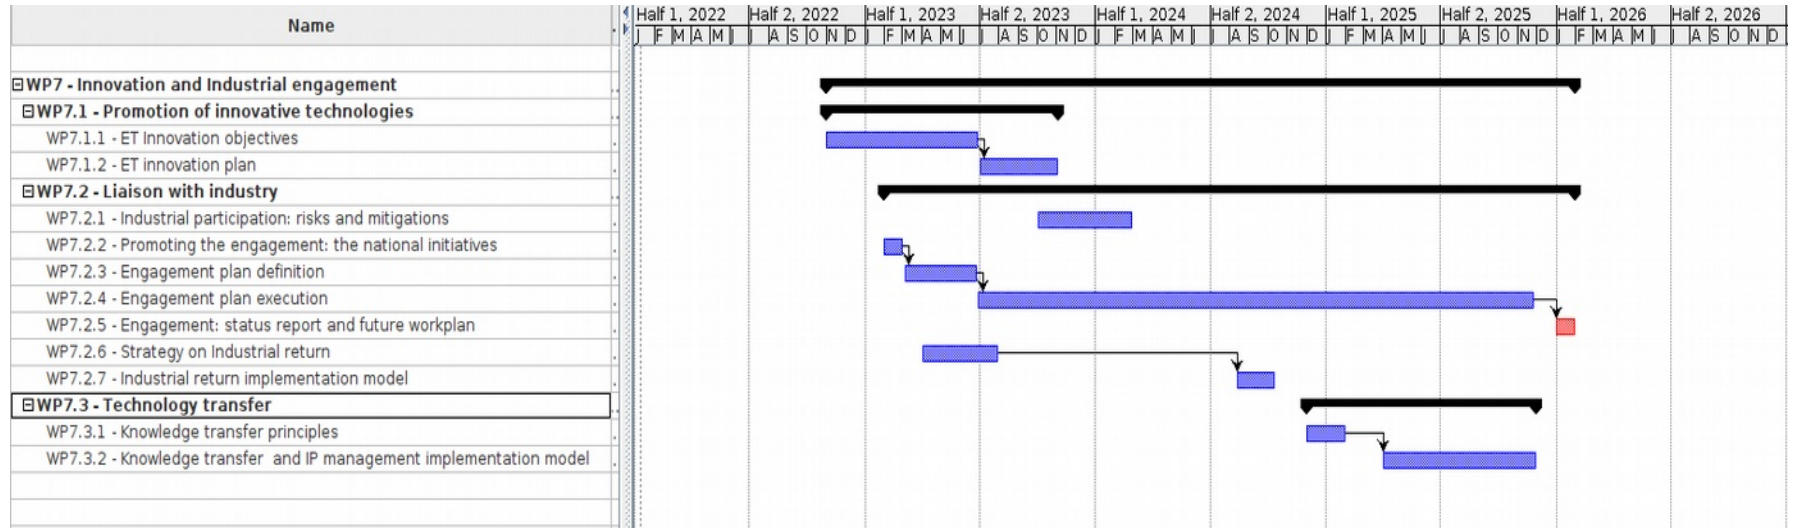 Name
Half 1, 2022 Half 2, 2022 Half 1, 2023 Half 2, 2023 Half 1, 2024 Half 2, 2024 Half 1, 2025 Half 2, 2025 Half 1, 2026 Half 2, 2026
J F M A M J J A S O N D J F M A M J J A S O N D J F M A M J J A S O N D J F M A M J J A S O N D J F M A M J J A S O N D
WP7 - Innovation and Industrial engagement
WP7.1 - Promotion of innovative technologies
WP7.1.1 - ET Innovation objectives
WP7.1.2 - ET innovation plan
WP7.2 - Liaison with industry
WP7.2.1 - Industrial participation: risks and mitigations
WP7.2.2 - Promoting the engagement: the national initiatives
WP7.2.3 - Engagement plan definition
WP7.2.4 - Engagement plan execution
WP7.2.5 - Engagement: status report and future workplan
WP7.2.6 - Strategy on Industrial return
WP7.2.7 - Industrial return implementation model
WP7.3 - Technology transfer
WP7.3.1 - Knowledge transfer principles
WP7.3.2 - Knowledge transfer and IP management implementation model